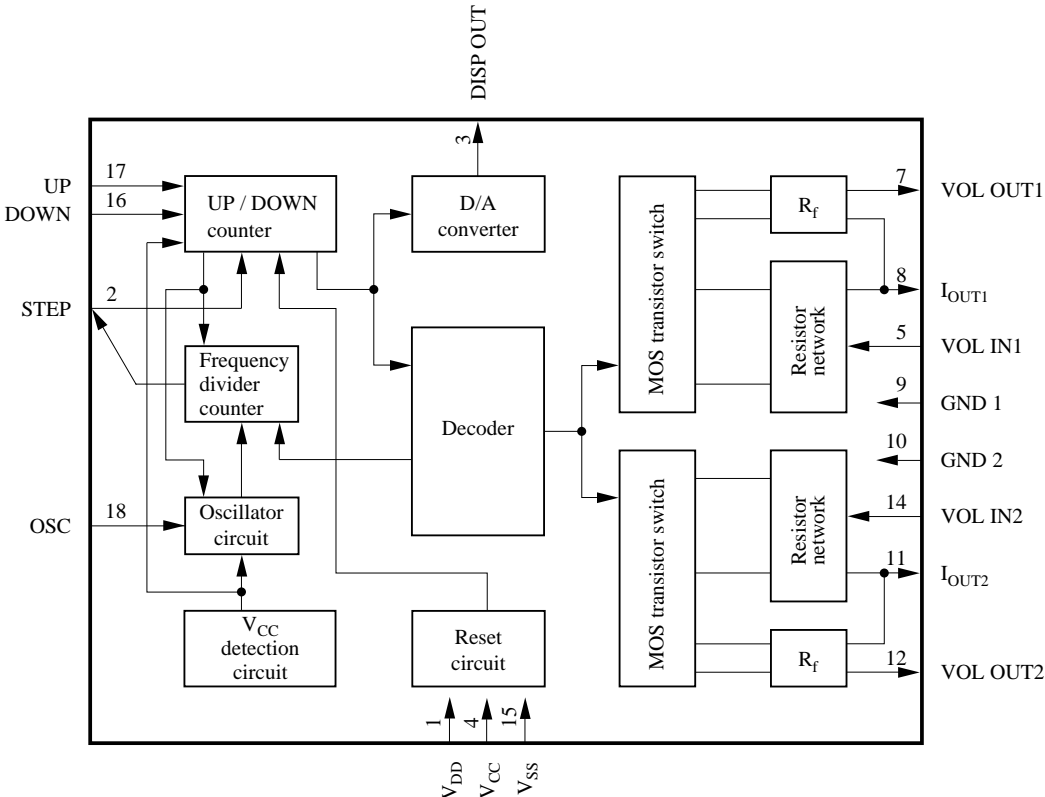 DISP OUT
3
UP
17
DOWN
16
UP / DOWN
counter
D/A
converter
STEP
2
Frequency
divider
counter
Decoder
OSC
18
Oscillator
circuit
VCC
detection
circuit
Reset
circuit
1
4
15
VDD
VCC
VSS
MOS transistor switch
Rf
7
VOL OUT1
8
IOUT1
Resistor
network
5
VOL IN1
9
GND 1
10
GND 2
MOS transistor switch
Resistor
network
14
VOL IN2
11
IOUT2
Rf
12
VOL OUT2